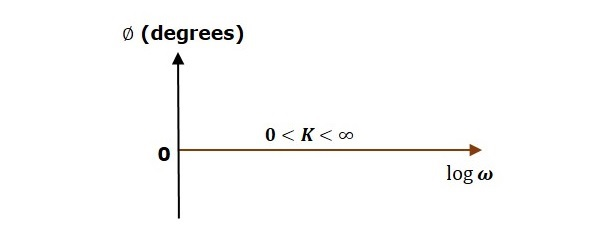 ∅ (degrees)
0 < K < ∞
0
log ω